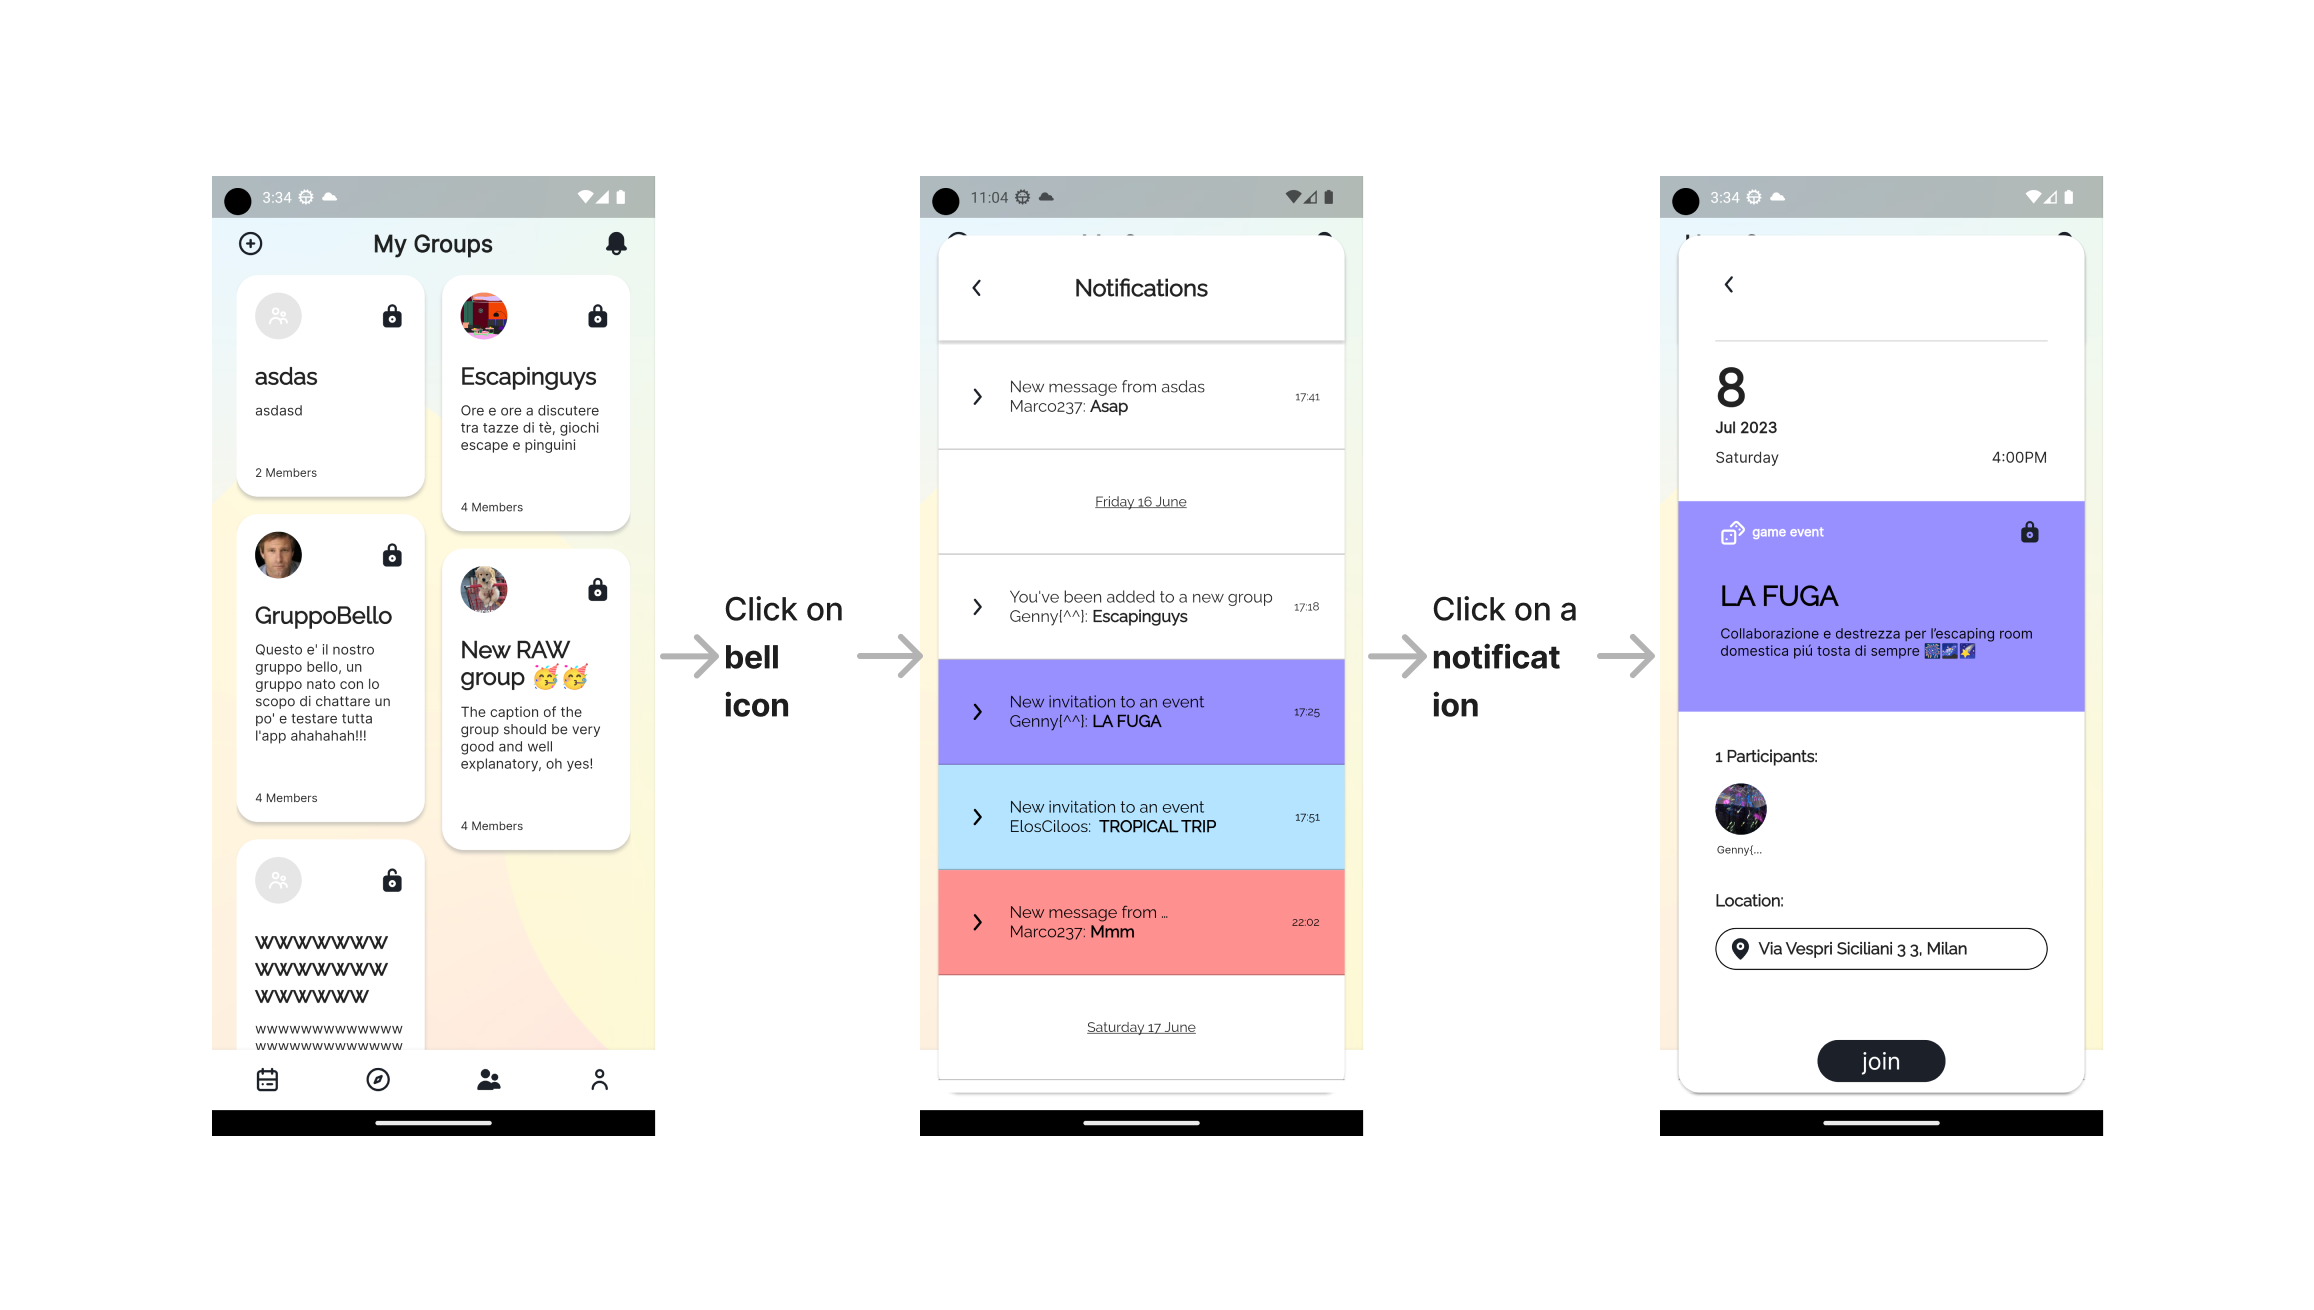 3:34
My Groups
asdas
asdasd
2 Members
Escapinguys
Ore e ore a discutere
tra tazze di tè, giochi
escape e pinguini
4 Members
GruppoBello
Questo e' il nostro
gruppo bello, un
gruppo nato con lo
scopo di chattare un
po' e testare tutta
l'app ahahahah!!!
4 Members
New RAW
group 🥳🥳
The caption of the
group should be very
good and well
explanatory, oh yes!
4 Members
WWWWWWW
WWWWWWW
WWWWWW
wwwwwwwwwwwww
wwwwwwwwwwwww
Click on
bell
icon
11:04
Notifications
New message from asdas
Marco237: Asap
17:41
Friday 16 June
You've been added to a new group
Genny{^^}: Escapinguys
17:18
New invitation to an event
Genny{^^}: LA FUGA
17:25
New invitation to an event
ElosCiloos: TROPICAL TRIP
17:51
New message from ...
Marco237: Mmm
22:02
Saturday 17 June
Click on a
notificat
ion
3:34
8
Jul 2023
Saturday
4:00PM
game event
LA FUGA
Collaborazione e destrezza per l'escaping room
domestica piú tosta di sempre 🎆🌌🌠
1 Participants:
Genny{...
Location:
Via Vespri Siciliani 3 3, Milan
join